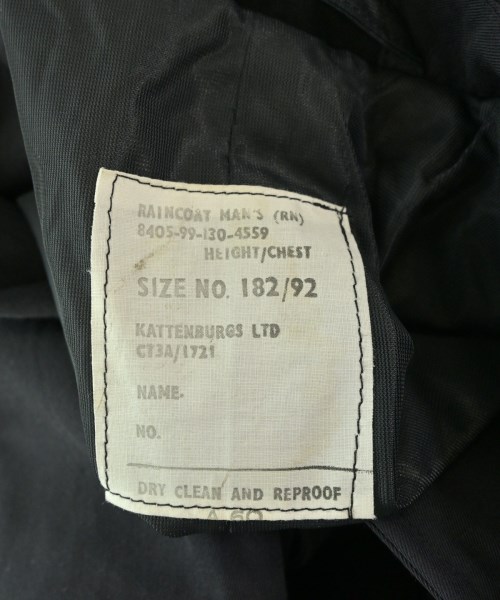 RAINCOAT MAN'S (RN)
8405-99-130-4559
HEIGHT/CHEST
SIZE NO. 182/92
KATTENBURGS LTD
CT3A/1721
NAME.
NO.
DRY CLEAN AND REPROOF
A 60